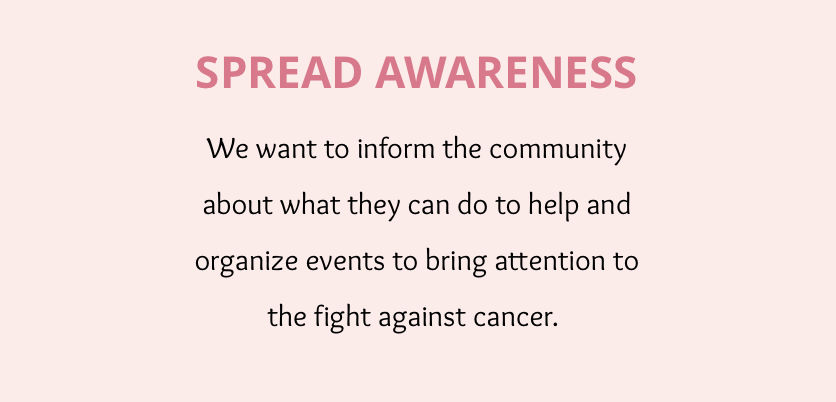 SPREAD AWARENESS
We want to inform the community
about what they can do to help and
organize events to bring attention to
the fight against cancer.